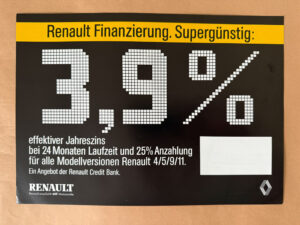 Renault Finanzierung. Supergünstig:
3,9%
effektiver Jahreszins
bei 24 Monaten Laufzeit und 25% Anzahlung
für alle Modellversionen Renault 4/5/9/11.
Ein Angebot der Renault Credit Bank.
RENAULT